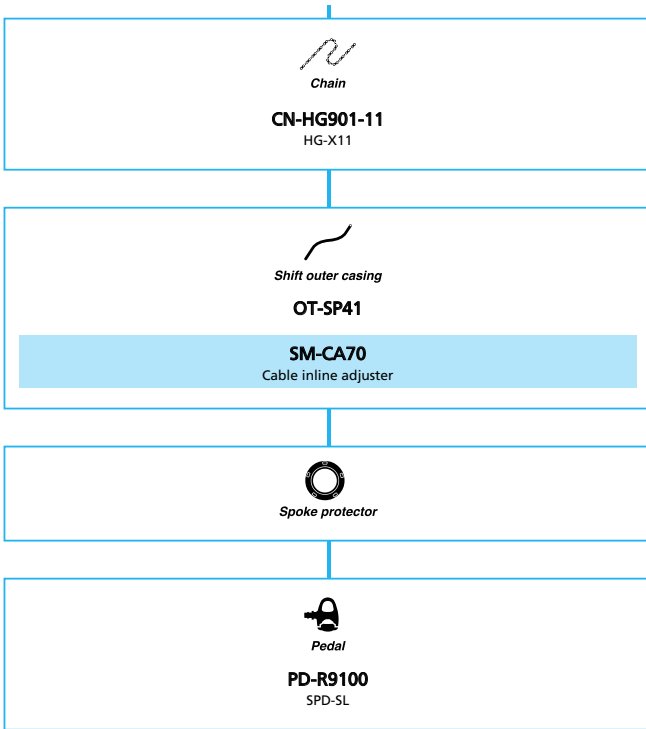 Chain
CN-HG901-11
HG-X11
Shift outer casing
OT-SP41
SM-CA70
Cable inline adjuster
Spoke protector
Pedal
PD-R9100
SPD-SL